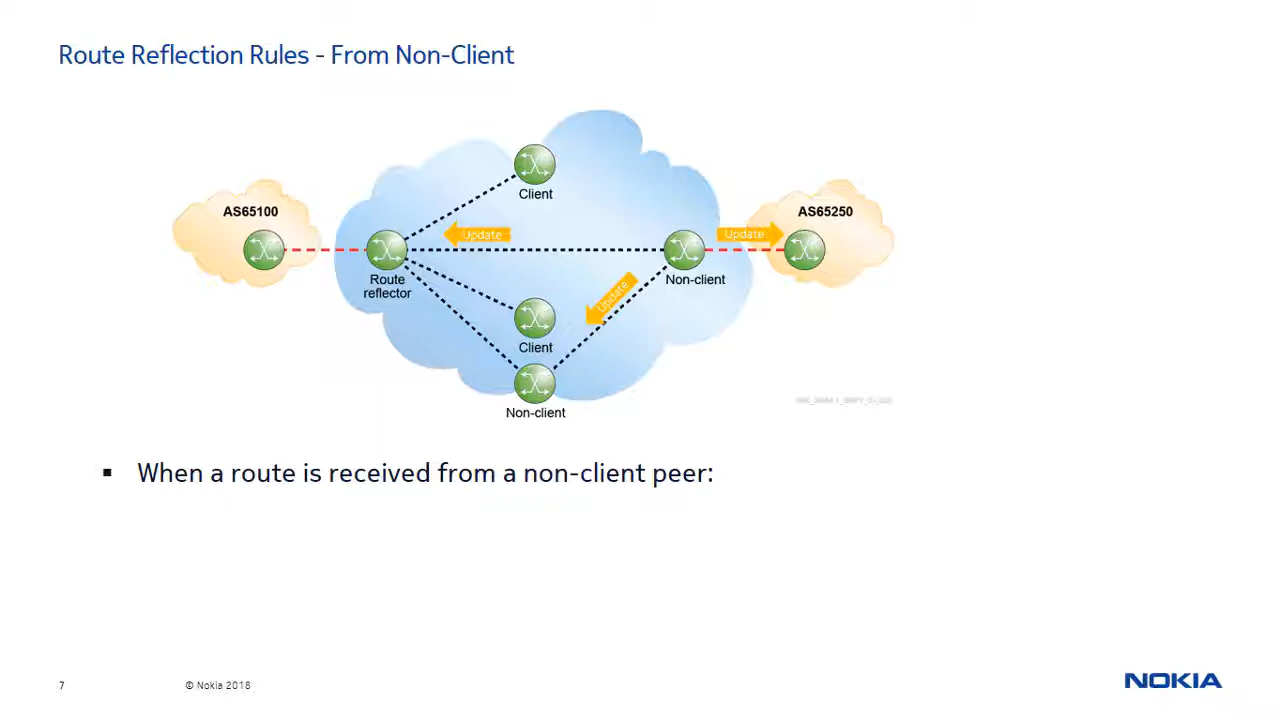 Route Reflection Rules - From Non-Client
Client
AS65100
AS65250
Update
Update
Route
reflector
Non-client
Update
Client
Non-client
▪ When a route is received from a non-client peer:
7
© Nokia 2018
NOKIA